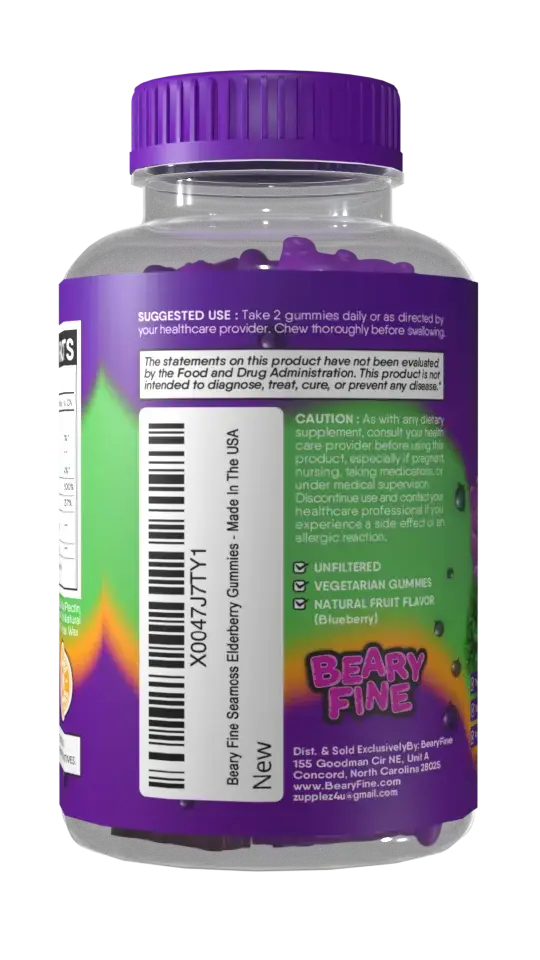 SUGGESTED USE : Take 2 gummies daily or as directed by
your healthcare provider. Chew thoroughly before swallowing.
The statements on this product have not been evaluated
by the Food and Drug Administration. This product is not
intended to diagnose, treat, cure, or prevent any disease.*
X0047J7TY1
Beary Fine Seamoss Elderberry Gummies - Made In The USA
New
CAUTION : As with any dietary
supplement, consult your health
care provider before using this
product, especially if pregnant
nursing, taking medications, or
under medical supervison.
Discontinue use and contact your
healthcare professional if you
experience a side effect or an
allergic reaction.
UNFILTERED
VEGETARIAN GUMMIES
NATURAL FRUIT FLAVOR
(Blueberry)
BEARY
FINE
Dist. & Sold ExclusivelyBy: BearyFine
155 Goodman Cir NE, Unit A
Concord, North Carolina 28025
www.BearyFine.com
zupplez4u@gmail.com
Pectin,
Natural
Wax